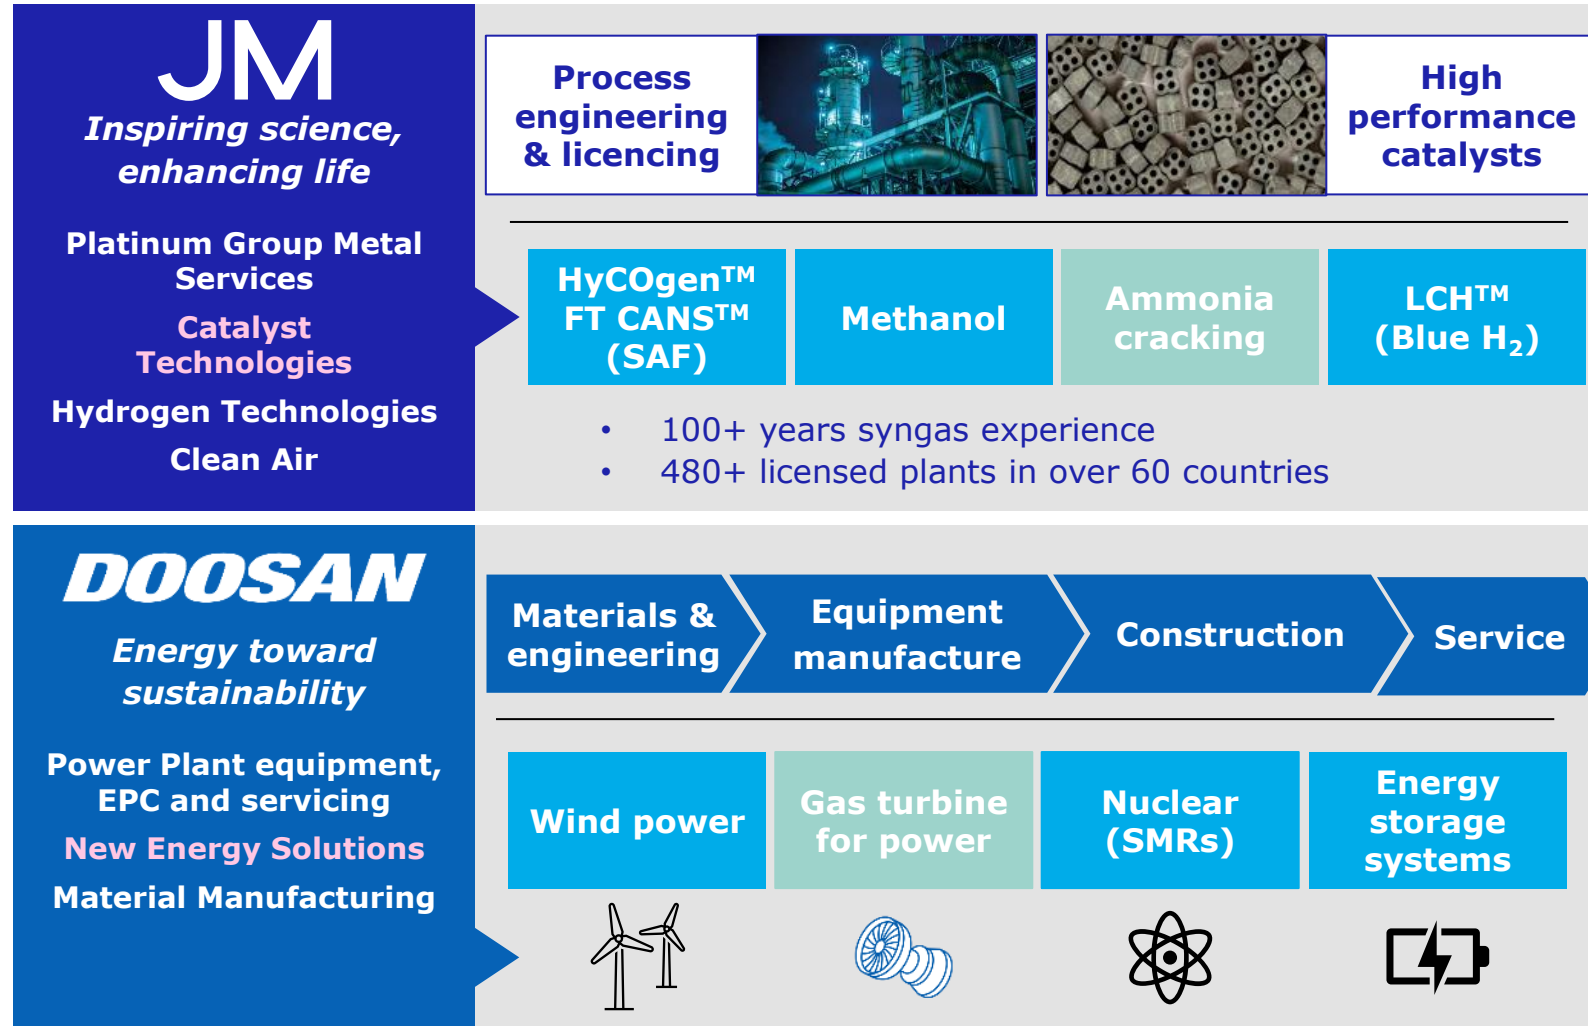 JM
Inspiring science,
enhancing life
Platinum Group Metal
Services
Catalyst
Technologies
Hydrogen Technologies
Clean Air
Process
engineering
& licencing
High
performance
catalysts
HyCOgen™
FT CANS™
(SAF)
Methanol
Ammonia
cracking
LCH™
(Blue H₂)
• 100+ years syngas experience
• 480+ licensed plants in over 60 countries
DOOSAN
Energy toward
sustainability
Power Plant equipment,
EPC and servicing
New Energy Solutions
Material Manufacturing
Materials &
engineering
Equipment
manufacture
Construction
Service
Wind power
Gas turbine
for power
Nuclear
(SMRs)
Energy
storage
systems